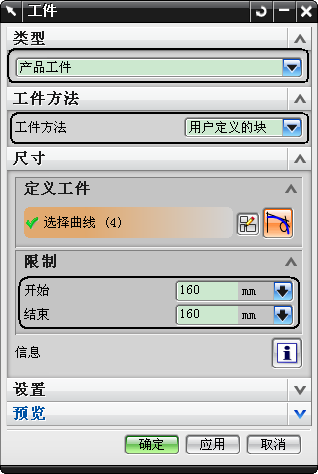 工件
类型
产品工件
工件方法
工件方法 用户定义的块
尺寸
定义工件
选择曲线 (4)
限制
开始 160 mm
结束 160 mm
信息
设置
预览
确定 应用 取消